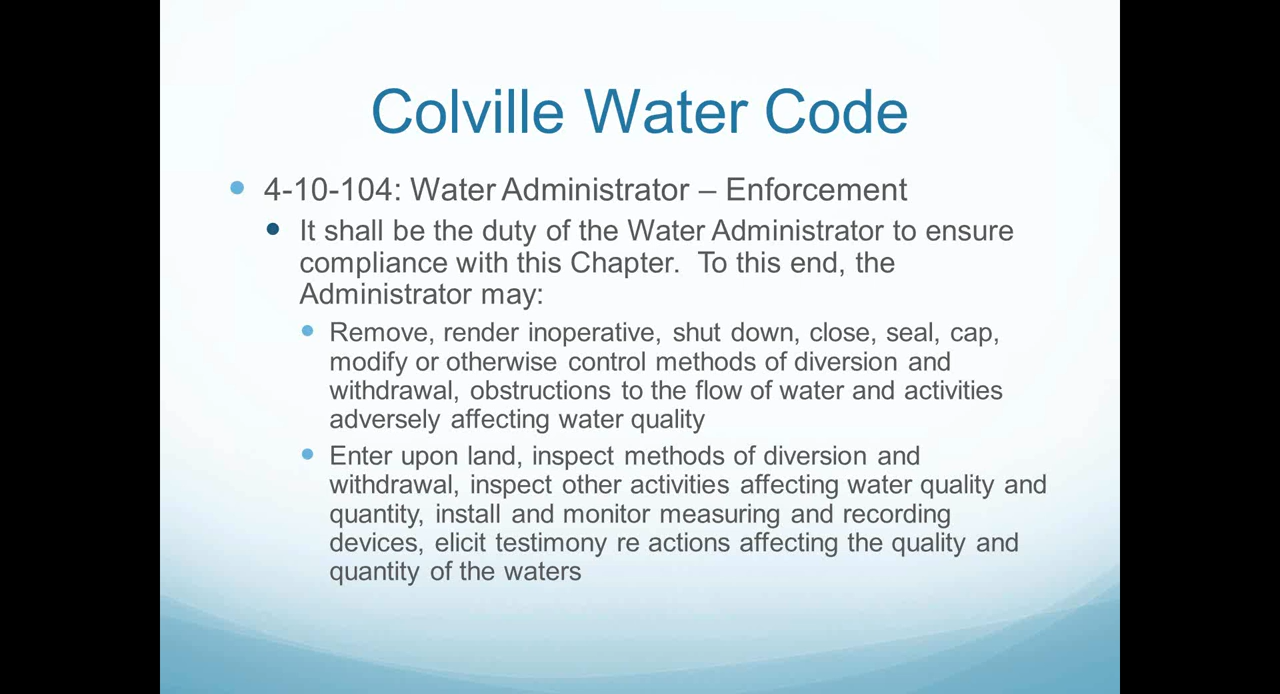 Colville Water Code
4-10-104: Water Administrator – Enforcement
It shall be the duty of the Water Administrator to ensure
compliance with this Chapter.  To this end, the
Administrator may:
Remove, render inoperative, shut down, close, seal, cap,
modify or otherwise control methods of diversion and
withdrawal, obstructions to the flow of water and activities
adversely affecting water quality
Enter upon land, inspect methods of diversion and
withdrawal, inspect other activities affecting water quality and
quantity, install and monitor measuring and recording
devices, elicit testimony re actions affecting the quality and
quantity of the waters